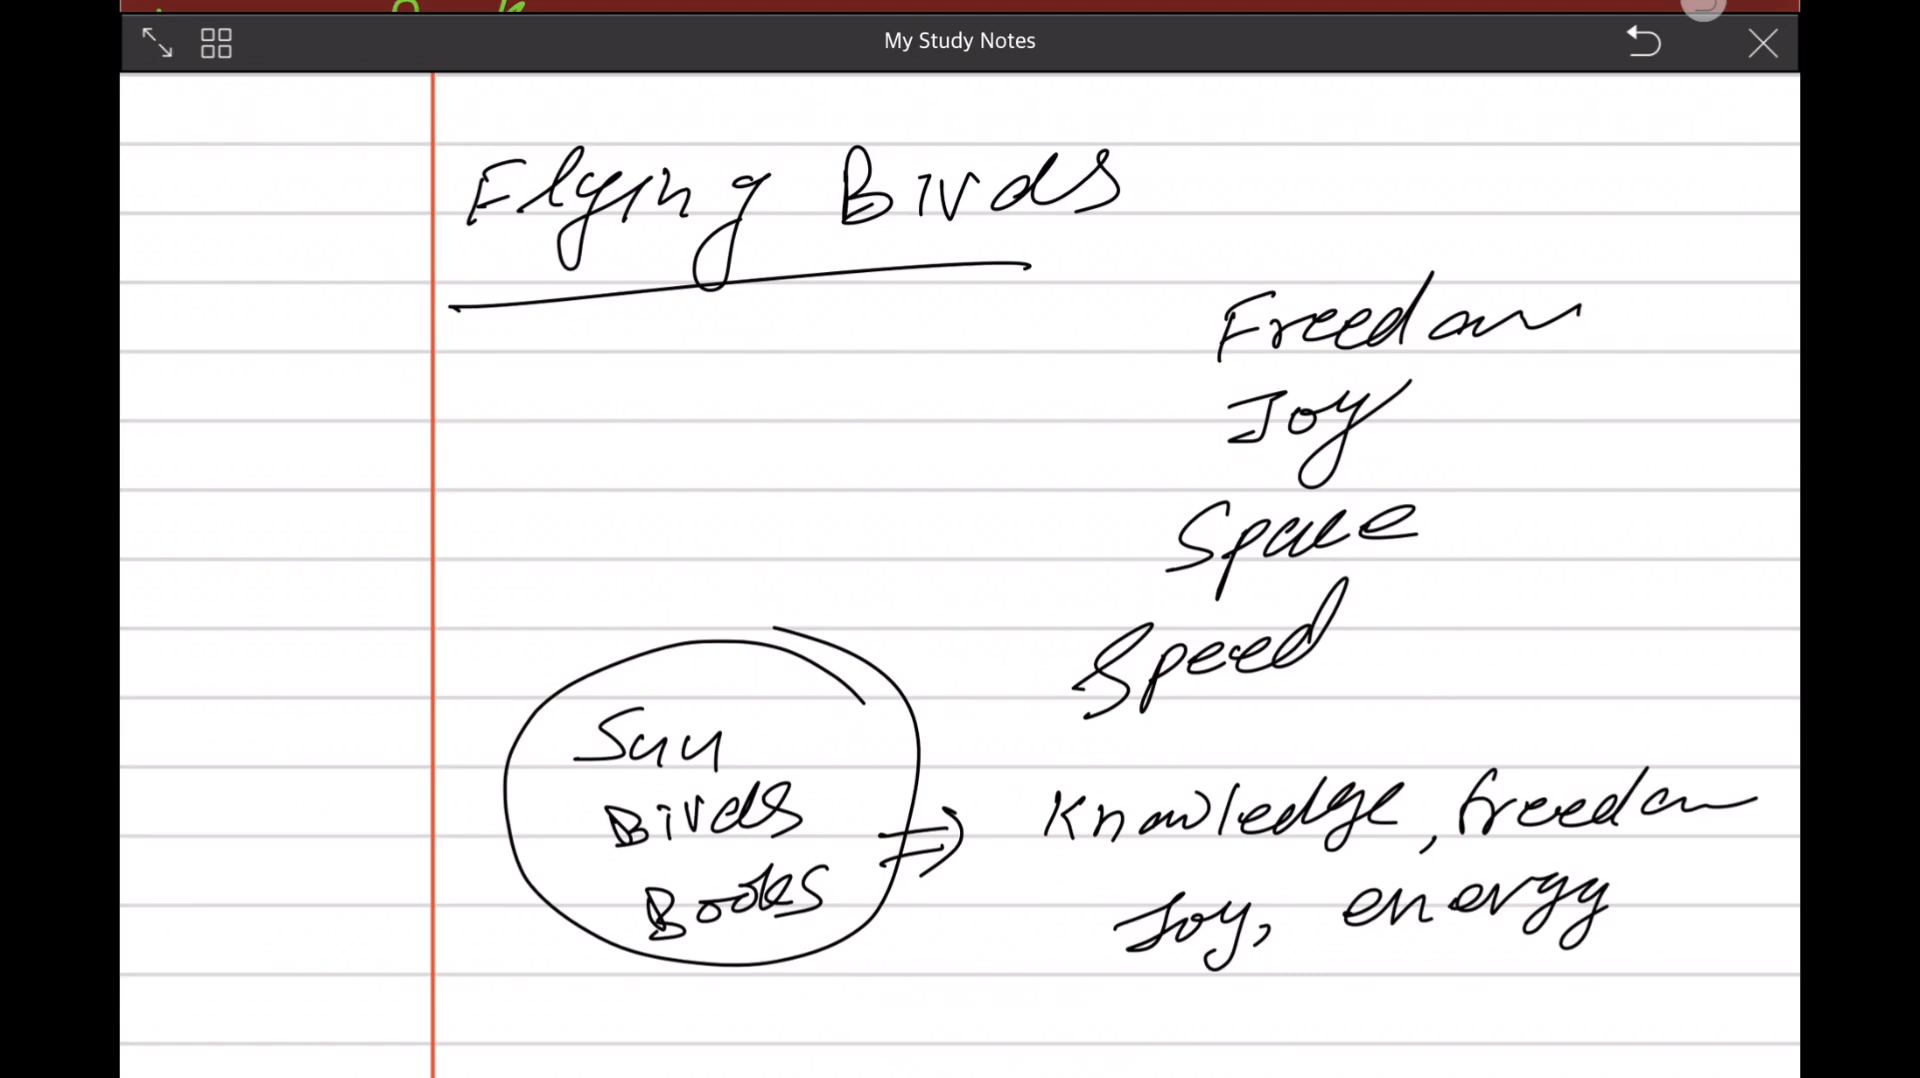 My Study Notes
Flying Birds
Freedom
Joy
Space
Speed
Sun
Birds
Books
⇒ Knowledge, freedom
Joy, energy